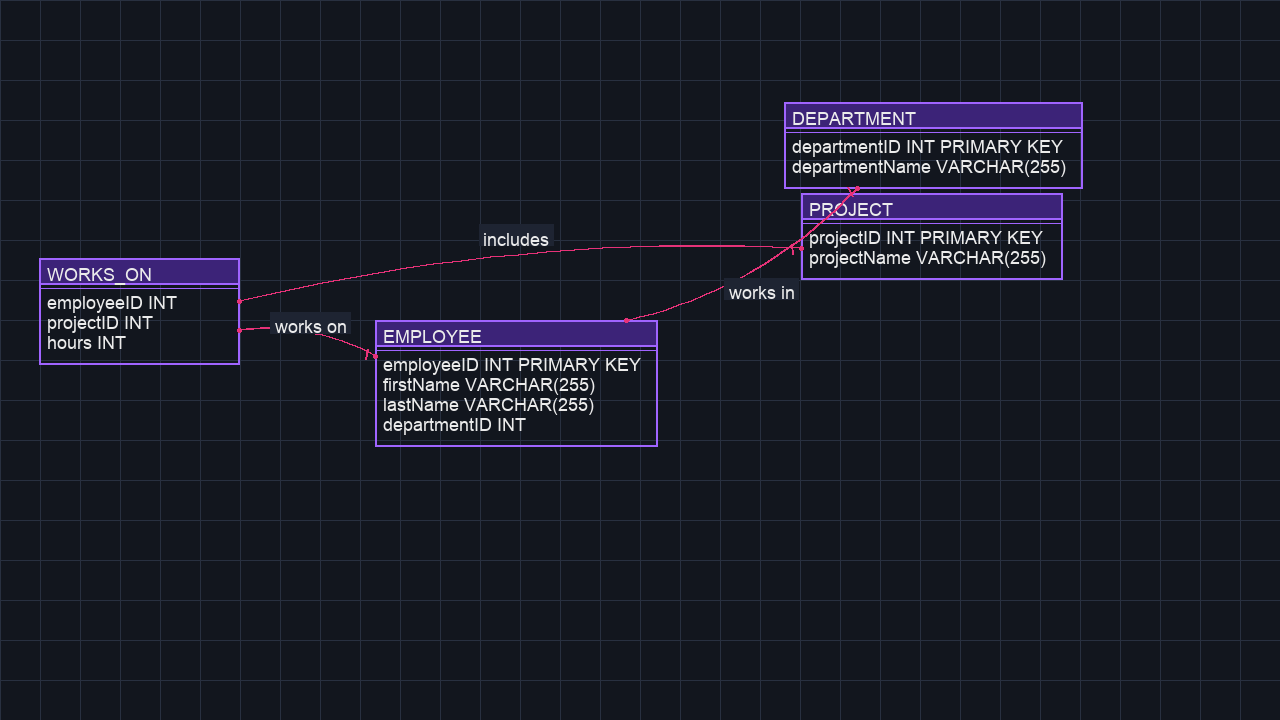 DEPARTMENT
departmentID INT PRIMARY KEY
departmentName VARCHAR(255)
PROJECT
projectID INT PRIMARY KEY
projectName VARCHAR(255)
includes
WORKS_ON
employeeID INT
projectID INT
hours INT
works in
works on
EMPLOYEE
employeeID INT PRIMARY KEY
firstName VARCHAR(255)
lastName VARCHAR(255)
departmentID INT